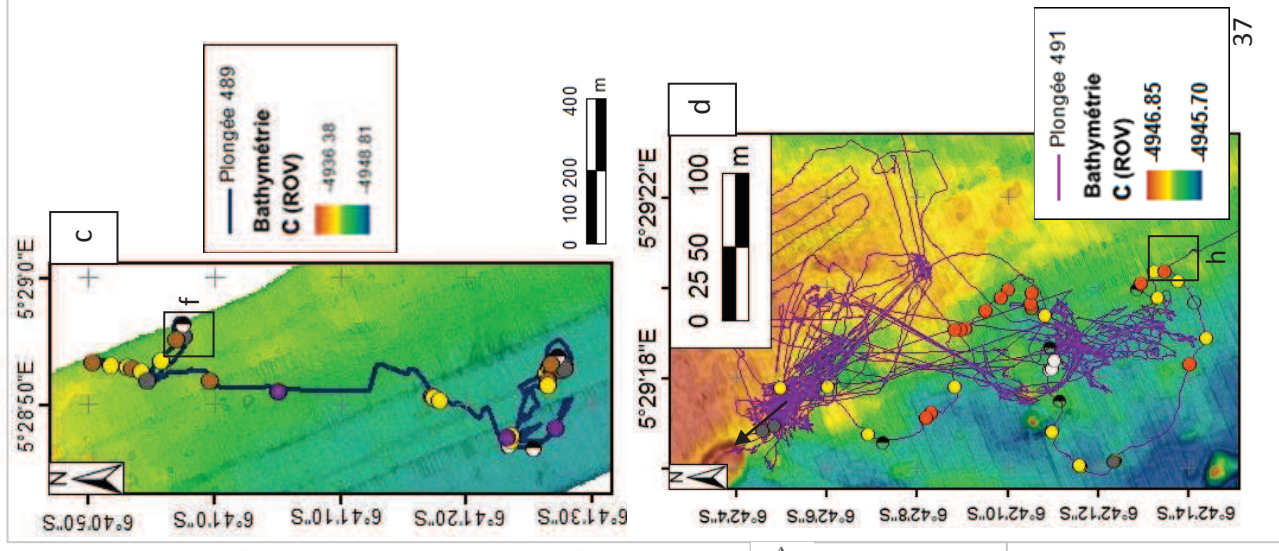 c
5°28'50"E
5°29'0"E
N
6°40'50"S
6°41'0"S
6°41'10"S
6°41'20"S
6°41'30"S
f
Plongée 489
Bathymétrie
C (ROV)
-4936.38
-4948.81
0 100 200 400
m
d
0 25 50 100
m
5°29'18"E
5°29'22"E
6°42'4"S
6°42'6"S
6°42'8"S
6°42'10"S
6°42'12"S
6°42'14"S
h
Plongée 491
Bathymétrie
C (ROV)
-4946.85
-4945.70
37